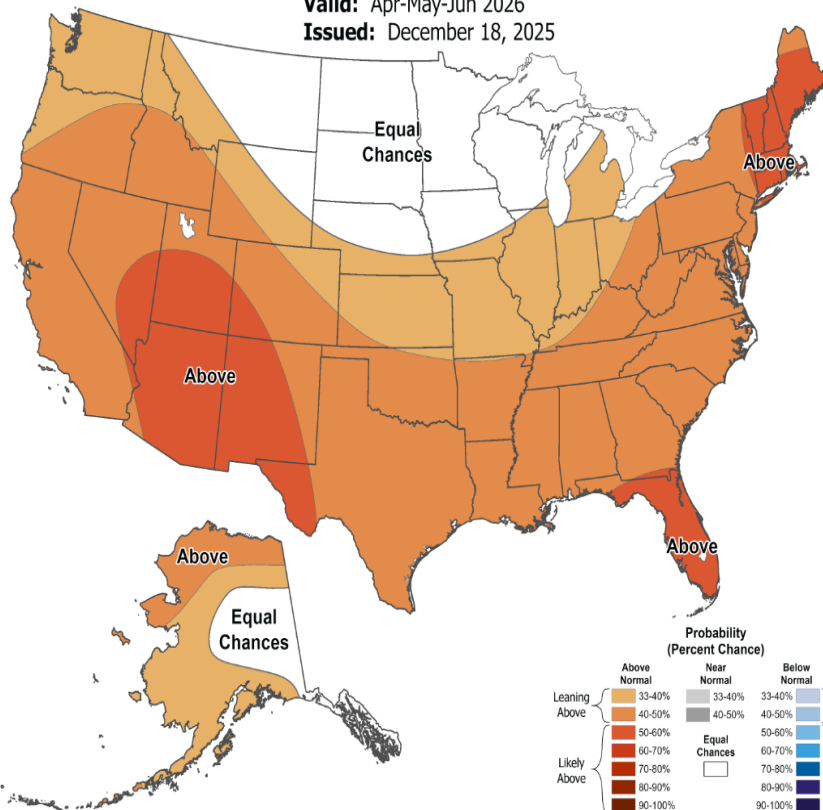 Valid: Apr-May-Jun 2026
Issued: December 18, 2025
Equal
Chances
Above
Above
Above
Above
Equal
Chances
Probability
(Percent Chance)
Above
Normal
Near
Normal
Below
Normal
Leaning
Above
33-40%
33-40%
33-40%
40-50%
40-50%
40-50%
Likely
Above
50-60%
60-70%
70-80%
80-90%
90-100%
Equal
Chances
50-60%
60-70%
70-80%
80-90%
90-100%